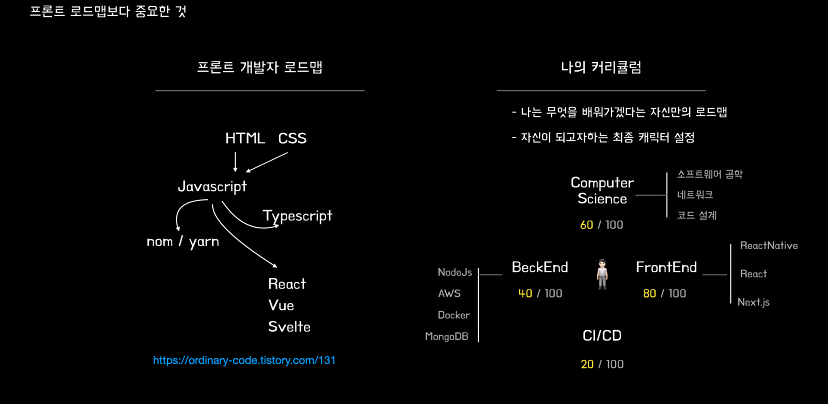 프론트 로드맵보다 중요한 것
프론트 개발자 로드맵
HTML CSS
Javascript
Typescript
nom / yarn
React
Vue
Svelte
https://ordinary-code.tistory.com/131
나의 커리큘럼
- 나는 무엇을 배워가겠다는 자신만의 로드맵
- 자신이 되고자하는 최종 캐릭터 설정
Computer
Science
60 / 100
소프트웨어 공학
네트워크
코드 설계
BeckEnd
40 / 100
NodeJs
AWS
Docker
MongoDB
FrontEnd
80 / 100
ReactNative
React
Next.js
CI/CD
20 / 100